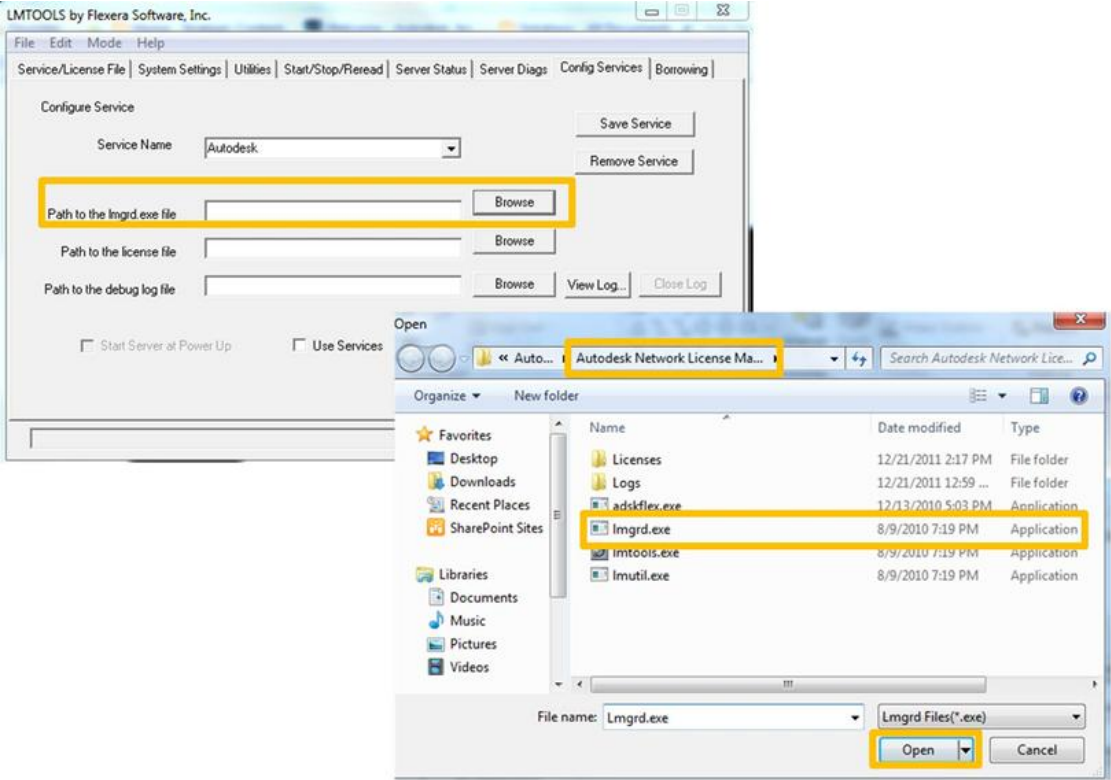 LMTOOLS by Flexera Software, Inc.
File Edit Mode Help
Service/License File System Settings Utilities Start/Stop/Reread Server Status Server Diags Config Services Borrowing
Configure Service
Save Service
Service Name Autodesk
Remove Service
Path to the lmgrd.exe file Browse
Path to the license file Browse
Path to the debug log file Browse View Log... Close Log
Start Server at Power Up Use Services
Open
« Auto... Autodesk Network License Ma... Search Autodesk Network Lice...
Organize New folder
Favorites
Desktop
Downloads
Recent Places
SharePoint Sites
Libraries
Documents
Music
Pictures
Videos
Name Date modified Type
Licenses 12/21/2011 2:17 PM File folder
Logs 12/21/2011 12:59 ... File folder
adskflex.exe 12/13/2010 5:03 PM Application
lmgrd.exe 8/9/2010 7:19 PM Application
lmtools.exe 8/9/2010 7:19 PM Application
lmutil.exe 8/9/2010 7:19 PM Application
File name: Lmgrd.exe Lmgrd Files(*.exe)
Open Cancel